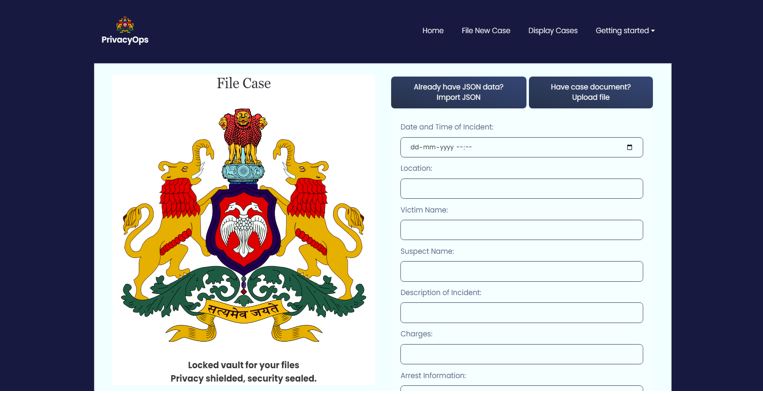 PrivacyOps
Home
File New Case
Display Cases
Getting started
File Case
सत्यमेव जयते
Locked vault for your files
Privacy shielded, security sealed.
Already have JSON data?
Import JSON
Have case document?
Upload file
Date and Time of Incident:
dd-mm-yyyy --:--
Location:
Victim Name:
Suspect Name:
Description of Incident:
Charges:
Arrest Information: